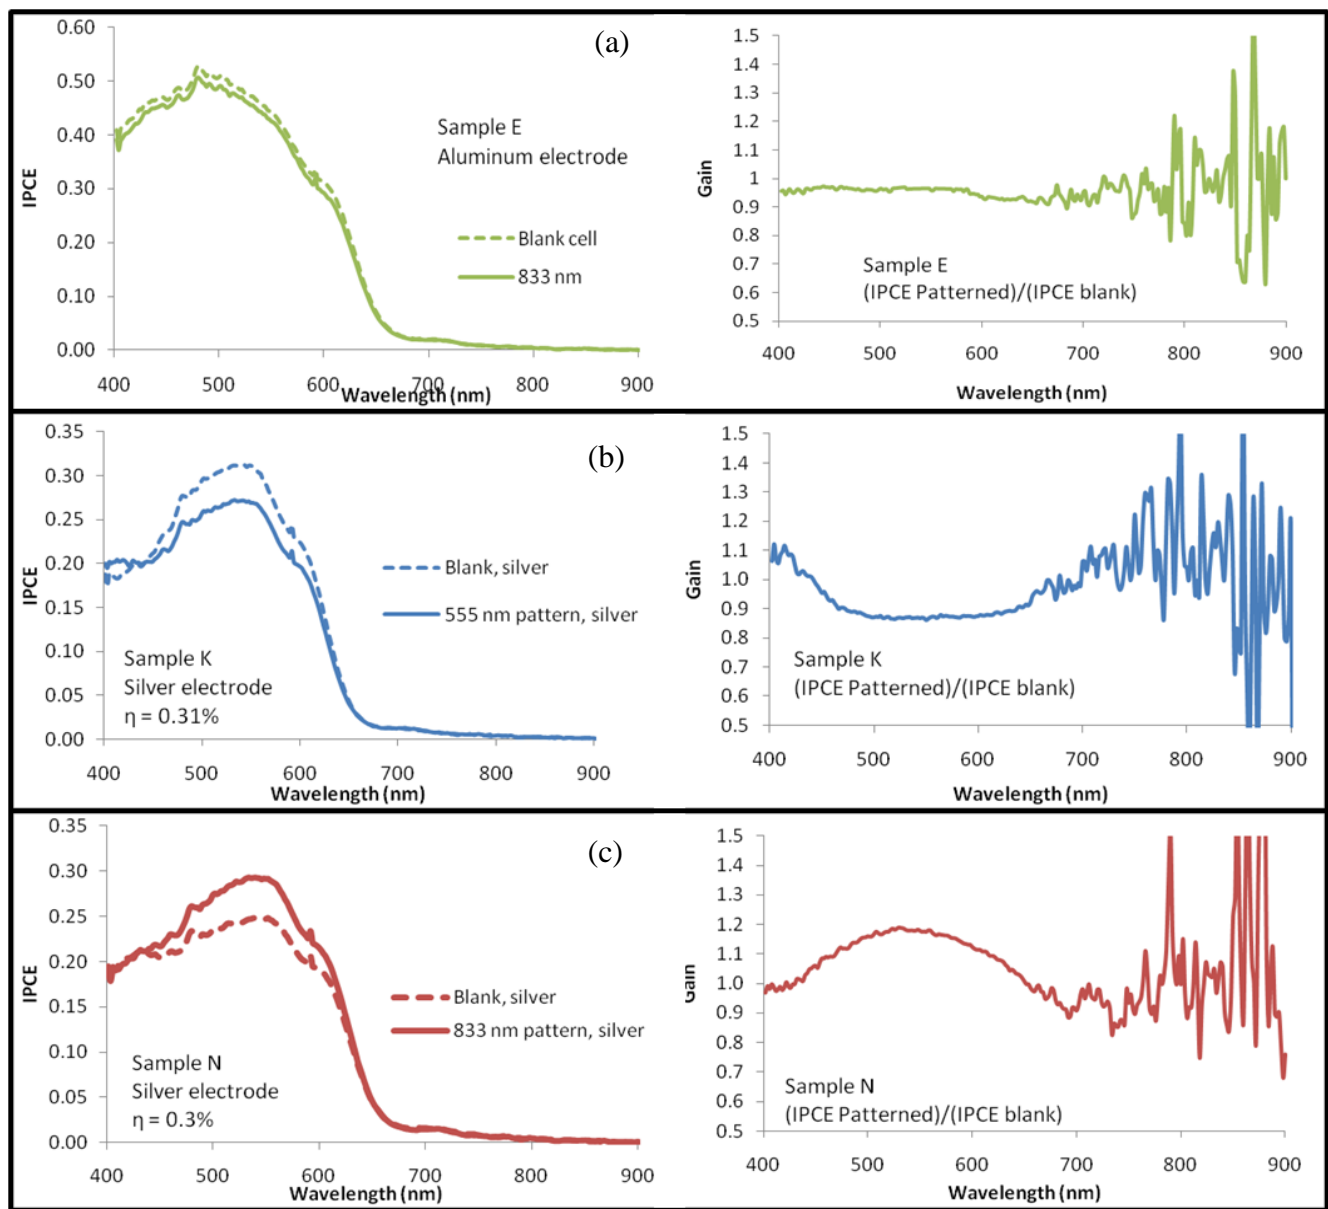 (a)
IPCE
0.60
0.50
0.40
0.30
0.20
0.10
0.00
400 500 600 700 800 900
Wavelength (nm)
Sample E
Aluminum electrode
Blank cell
833 nm
Gain
1.5
1.4
1.3
1.2
1.1
1
0.9
0.8
0.7
0.6
0.5
400 500 600 700 800 900
Wavelength (nm)
Sample E
(IPCE Patterned)/(IPCE blank)
(b)
IPCE
0.35
0.30
0.25
0.20
0.15
0.10
0.05
0.00
400 500 600 700 800 900
Wavelength (nm)
Blank, silver
555 nm pattern, silver
Sample K
Silver electrode
η = 0.31%
Gain
1.5
1.4
1.3
1.2
1.1
1.0
0.9
0.8
0.7
0.6
0.5
400 500 600 700 800 900
Wavelength (nm)
Sample K
(IPCE Patterned)/(IPCE blank)
(c)
IPCE
0.35
0.30
0.25
0.20
0.15
0.10
0.05
0.00
400 500 600 700 800 900
Wavelength (nm)
Blank, silver
833 nm pattern, silver
Sample N
Silver electrode
η = 0.3%
Gain
1.5
1.4
1.3
1.2
1.1
1.0
0.9
0.8
0.7
0.6
0.5
400 500 600 700 800 900
Wavelength (nm)
Sample N
(IPCE Patterned)/(IPCE blank)